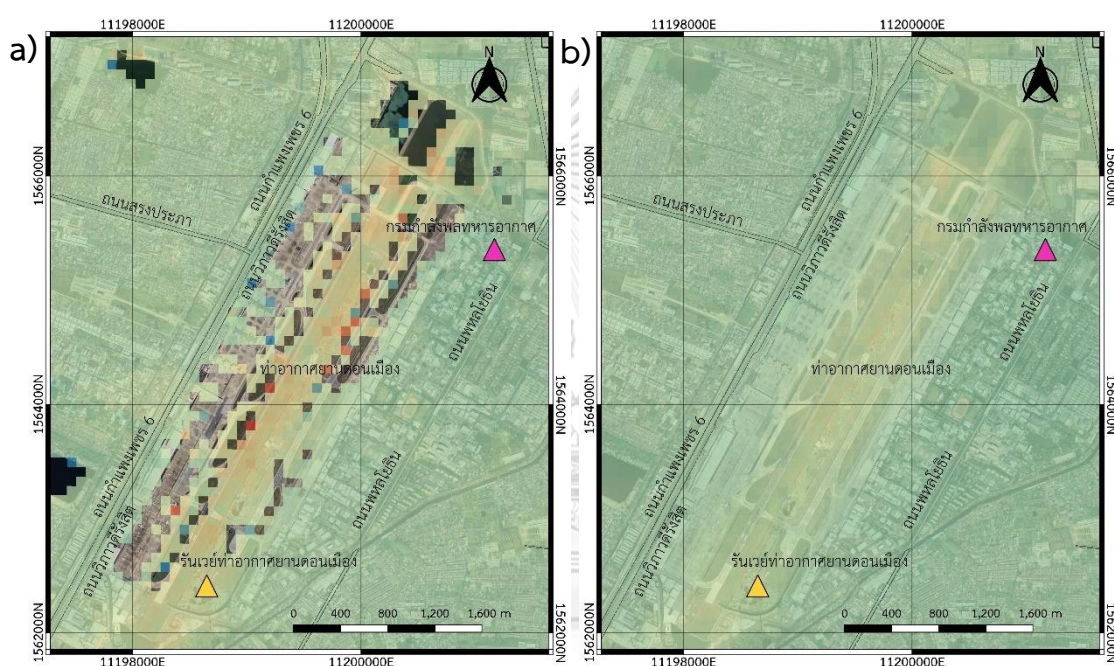 a)
11198000E
11200000E
N
1566000N
1564000N
1562000N
ถนนกำแพงเพชร 6
ถนนสรงประภา
ถนนวิภาวดีรังสิต
กรมกำลังพลทหารอากาศ
ถนนพหลโยธิน
ท่าอากาศยานดอนเมือง
ถนนกำแพงเพชร 6
ถนนวิภาวดีรังสิต
ถนนพหลโยธิน
รันเวย์ท่าอากาศยานดอนเมือง
0 400 800 1,200 1,600 m
11198000E
11200000E
1566000N
1564000N
1562000N
b)
11198000E
11200000E
N
1566000N
1564000N
1562000N
ถนนกำแพงเพชร 6
ถนนสรงประภา
ถนนวิภาวดีรังสิต
กรมกำลังพลทหารอากาศ
ถนนพหลโยธิน
ท่าอากาศยานดอนเมือง
ถนนกำแพงเพชร 6
ถนนวิภาวดีรังสิต
ถนนพหลโยธิน
รันเวย์ท่าอากาศยานดอนเมือง
0 400 800 1,200 1,600 m
11198000E
11200000E
1566000N
1564000N
1562000N